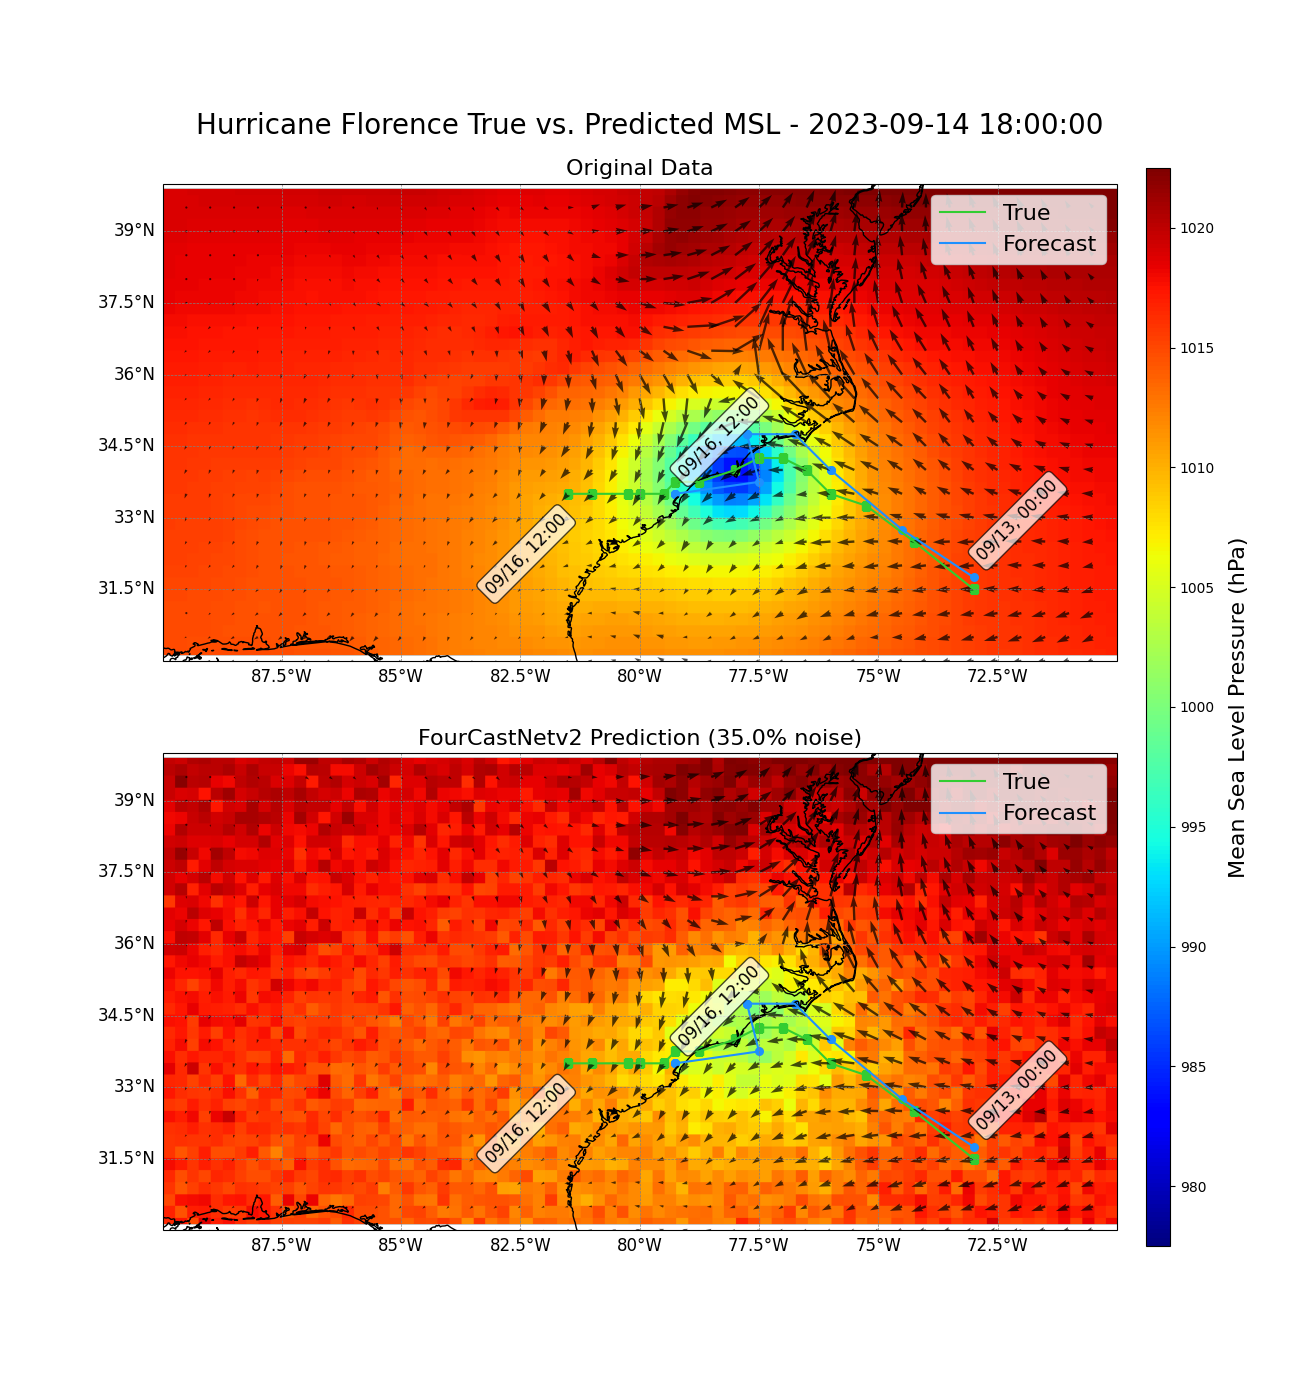 Hurricane Florence True vs. Predicted MSL - 2023-09-14 18:00:00
Original Data
True
Forecast
39°N
37.5°N
36°N
34.5°N
33°N
31.5°N
09/16, 12:00
09/16, 12:00
09/13, 00:00
87.5°W 85°W 82.5°W 80°W 77.5°W 75°W 72.5°W
FourCastNetv2 Prediction (35.0% noise)
True
Forecast
39°N
37.5°N
36°N
34.5°N
33°N
31.5°N
09/16, 12:00
09/16, 12:00
09/13, 00:00
87.5°W 85°W 82.5°W 80°W 77.5°W 75°W 72.5°W
1020
1015
1010
1005
1000
995
990
985
980
Mean Sea Level Pressure (hPa)